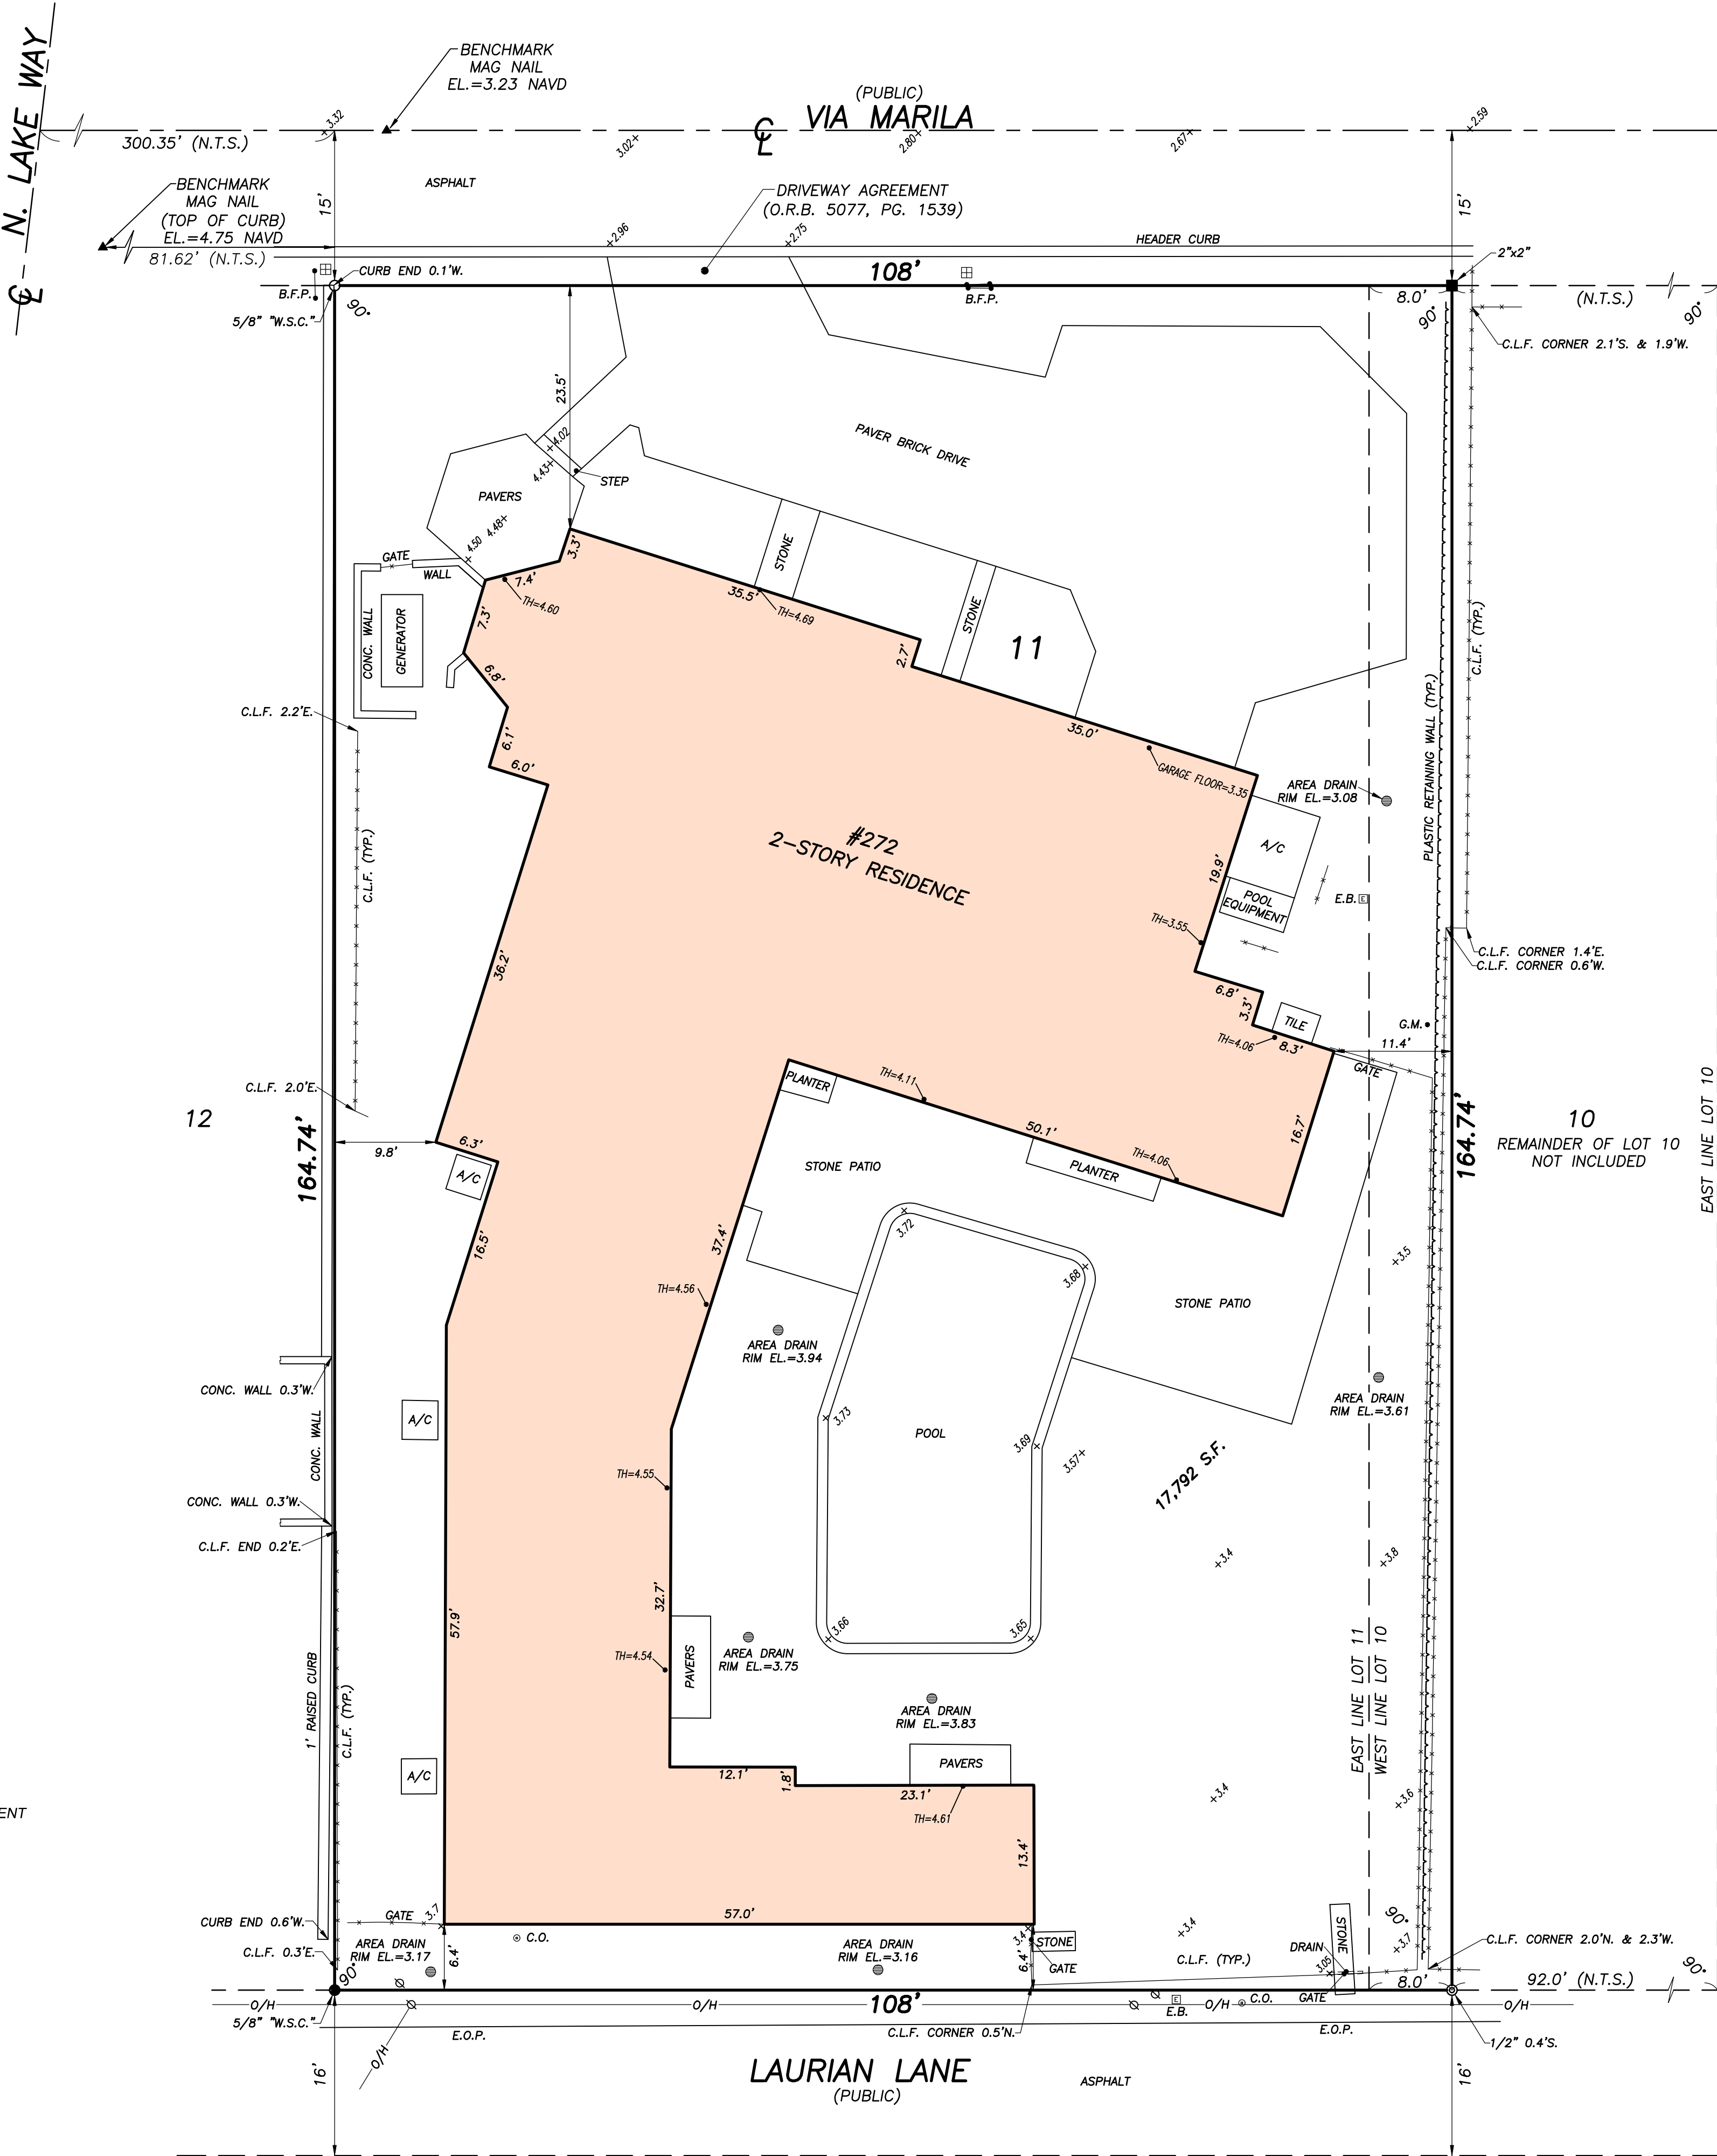 BENCHMARK
MAG NAIL
EL.=3.23 NAVD
N. LAKE WAY
℄
(PUBLIC)
℄ VIA MARILA
3.32
3.02+
2.80+
2.67+
+2.59
300.35' (N.T.S.)
ASPHALT
BENCHMARK
MAG NAIL
(TOP OF CURB)
EL.=4.75 NAVD
81.62' (N.T.S.)
15'
DRIVEWAY AGREEMENT
(O.R.B. 5077, PG. 1539)
15'
+2.96
+2.75
HEADER CURB
2"x2"
CURB END 0.1'W.
108'
B.F.P.
B.F.P.
8.0'
(N.T.S.)
5/8" "W.S.C."
90°
90°
90°
C.L.F. CORNER 2.1'S. & 1.9'W.
23.5'
PAVER BRICK DRIVE
+4.02
4.43+
STEP
PAVERS
4.50
4.48+
GATE
WALL
3.3'
7.4'
TH=4.60
7.3'
STONE
35.5'
TH=4.69
STONE
11
2.7'
CONC. WALL
GENERATOR
C.L.F. (TYP.)
6.8'
C.L.F. 2.2'E.
6.1'
6.0'
35.0'
GARAGE FLOOR=3.35
PLASTIC RETAINING WALL (TYP.)
AREA DRAIN
RIM EL.=3.08
#272
2-STORY RESIDENCE
A/C
C.L.F. (TYP.)
19.9'
POOL
EQUIPMENT
E.B.
E
TH=3.55
36.2'
C.L.F. CORNER 1.4'E.
C.L.F. CORNER 0.6'W.
6.8'
3.3'
TILE
G.M.
TH=4.06
8.3'
11.4'
GATE
PLANTER
TH=4.11
C.L.F. 2.0'E.
12
164.74'
9.8'
6.3'
A/C
50.1'
16.7'
STONE PATIO
TH=4.06
PLANTER
164.74'
10
REMAINDER OF LOT 10
NOT INCLUDED
EAST LINE LOT 10
16.5'
37.4'
3.72
3.68
+3.5
TH=4.56
STONE PATIO
AREA DRAIN
RIM EL.=3.94
CONC. WALL 0.3'W.
AREA DRAIN
RIM EL.=3.61
A/C
3.73
POOL
3.69
3.57+
CONC. WALL
TH=4.55
17,792 S.F.
CONC. WALL 0.3'W.
C.L.F. END 0.2'E.
+3.4
+3.8
57.9'
32.7'
3.66
3.65
TH=4.54
PAVERS
AREA DRAIN
RIM EL.=3.75
EAST LINE LOT 11
WEST LINE LOT 10
1' RAISED CURB
C.L.F. (TYP.)
AREA DRAIN
RIM EL.=3.83
PAVERS
A/C
12.1'
1.8'
23.1'
TH=4.61
+3.4
+3.6
ENT
13.4'
57.0'
CURB END 0.6'W.
GATE
3.7
C.O.
3.4
STONE
+3.4
STONE
90°
+3.7
C.L.F. CORNER 2.0'N. & 2.3'W.
C.L.F. 0.3'E.
AREA DRAIN
RIM EL.=3.17
6.4'
AREA DRAIN
RIM EL.=3.16
6.4'
GATE
C.L.F. (TYP.)
DRAIN
3.05
90°
8.0'
92.0' (N.T.S.)
90°
O/H
O/H
108'
E
E.B.
O/H
C.O.
GATE
O/H
5/8" "W.S.C."
E.O.P.
C.L.F. CORNER 0.5'N.
E.O.P.
1/2" 0.4'S.
O/H
16'
LAURIAN LANE
(PUBLIC)
ASPHALT
16'